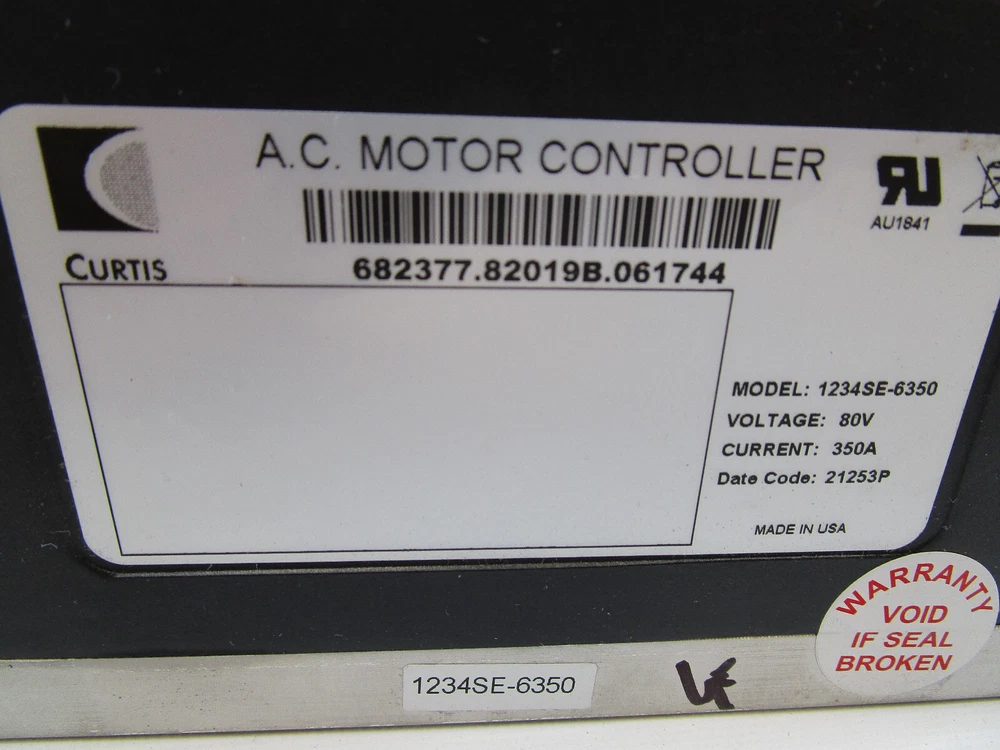 A.C. MOTOR CONTROLLER
AU1841
CURTIS
682377.82019B.061744
MODEL: 1234SE-6350
VOLTAGE: 80V
CURRENT: 350A
Date Code: 21253P
MADE IN USA
WARRANTY
VOID
IF SEAL
BROKEN
1234SE-6350